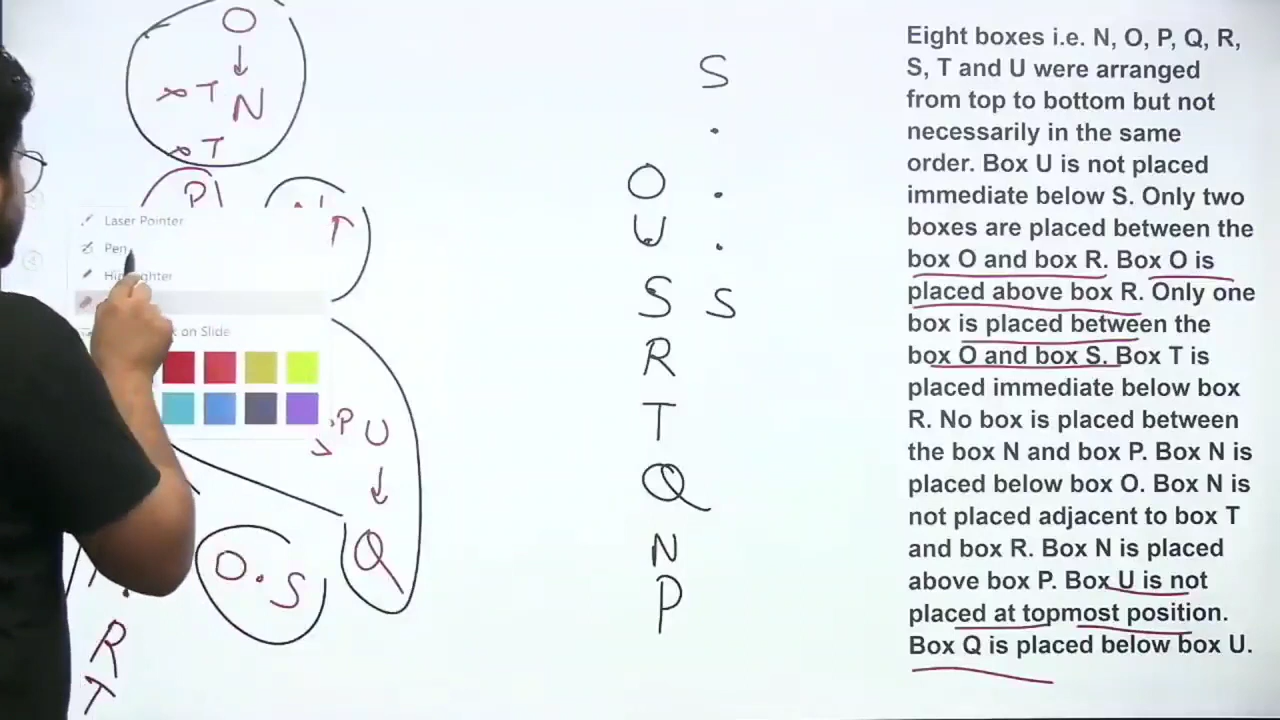 O
↓
T N
T
P
T
Laser Pointer
Pen
on Slide
P U
↓
Q
O . S
R
T
S
.
O .
U .
S S
R
T
Q
N
P
Eight boxes i.e. N, O, P, Q, R,
S, T and U were arranged
from top to bottom but not
necessarily in the same
order. Box U is not placed
immediate below S. Only two
boxes are placed between the
box O and box R. Box O is
placed above box R. Only one
box is placed between the
box O and box S. Box T is
placed immediate below box
R. No box is placed between
the box N and box P. Box N is
placed below box O. Box N is
not placed adjacent to box T
and box R. Box N is placed
above box P. Box U is not
placed at topmost position.
Box Q is placed below box U.